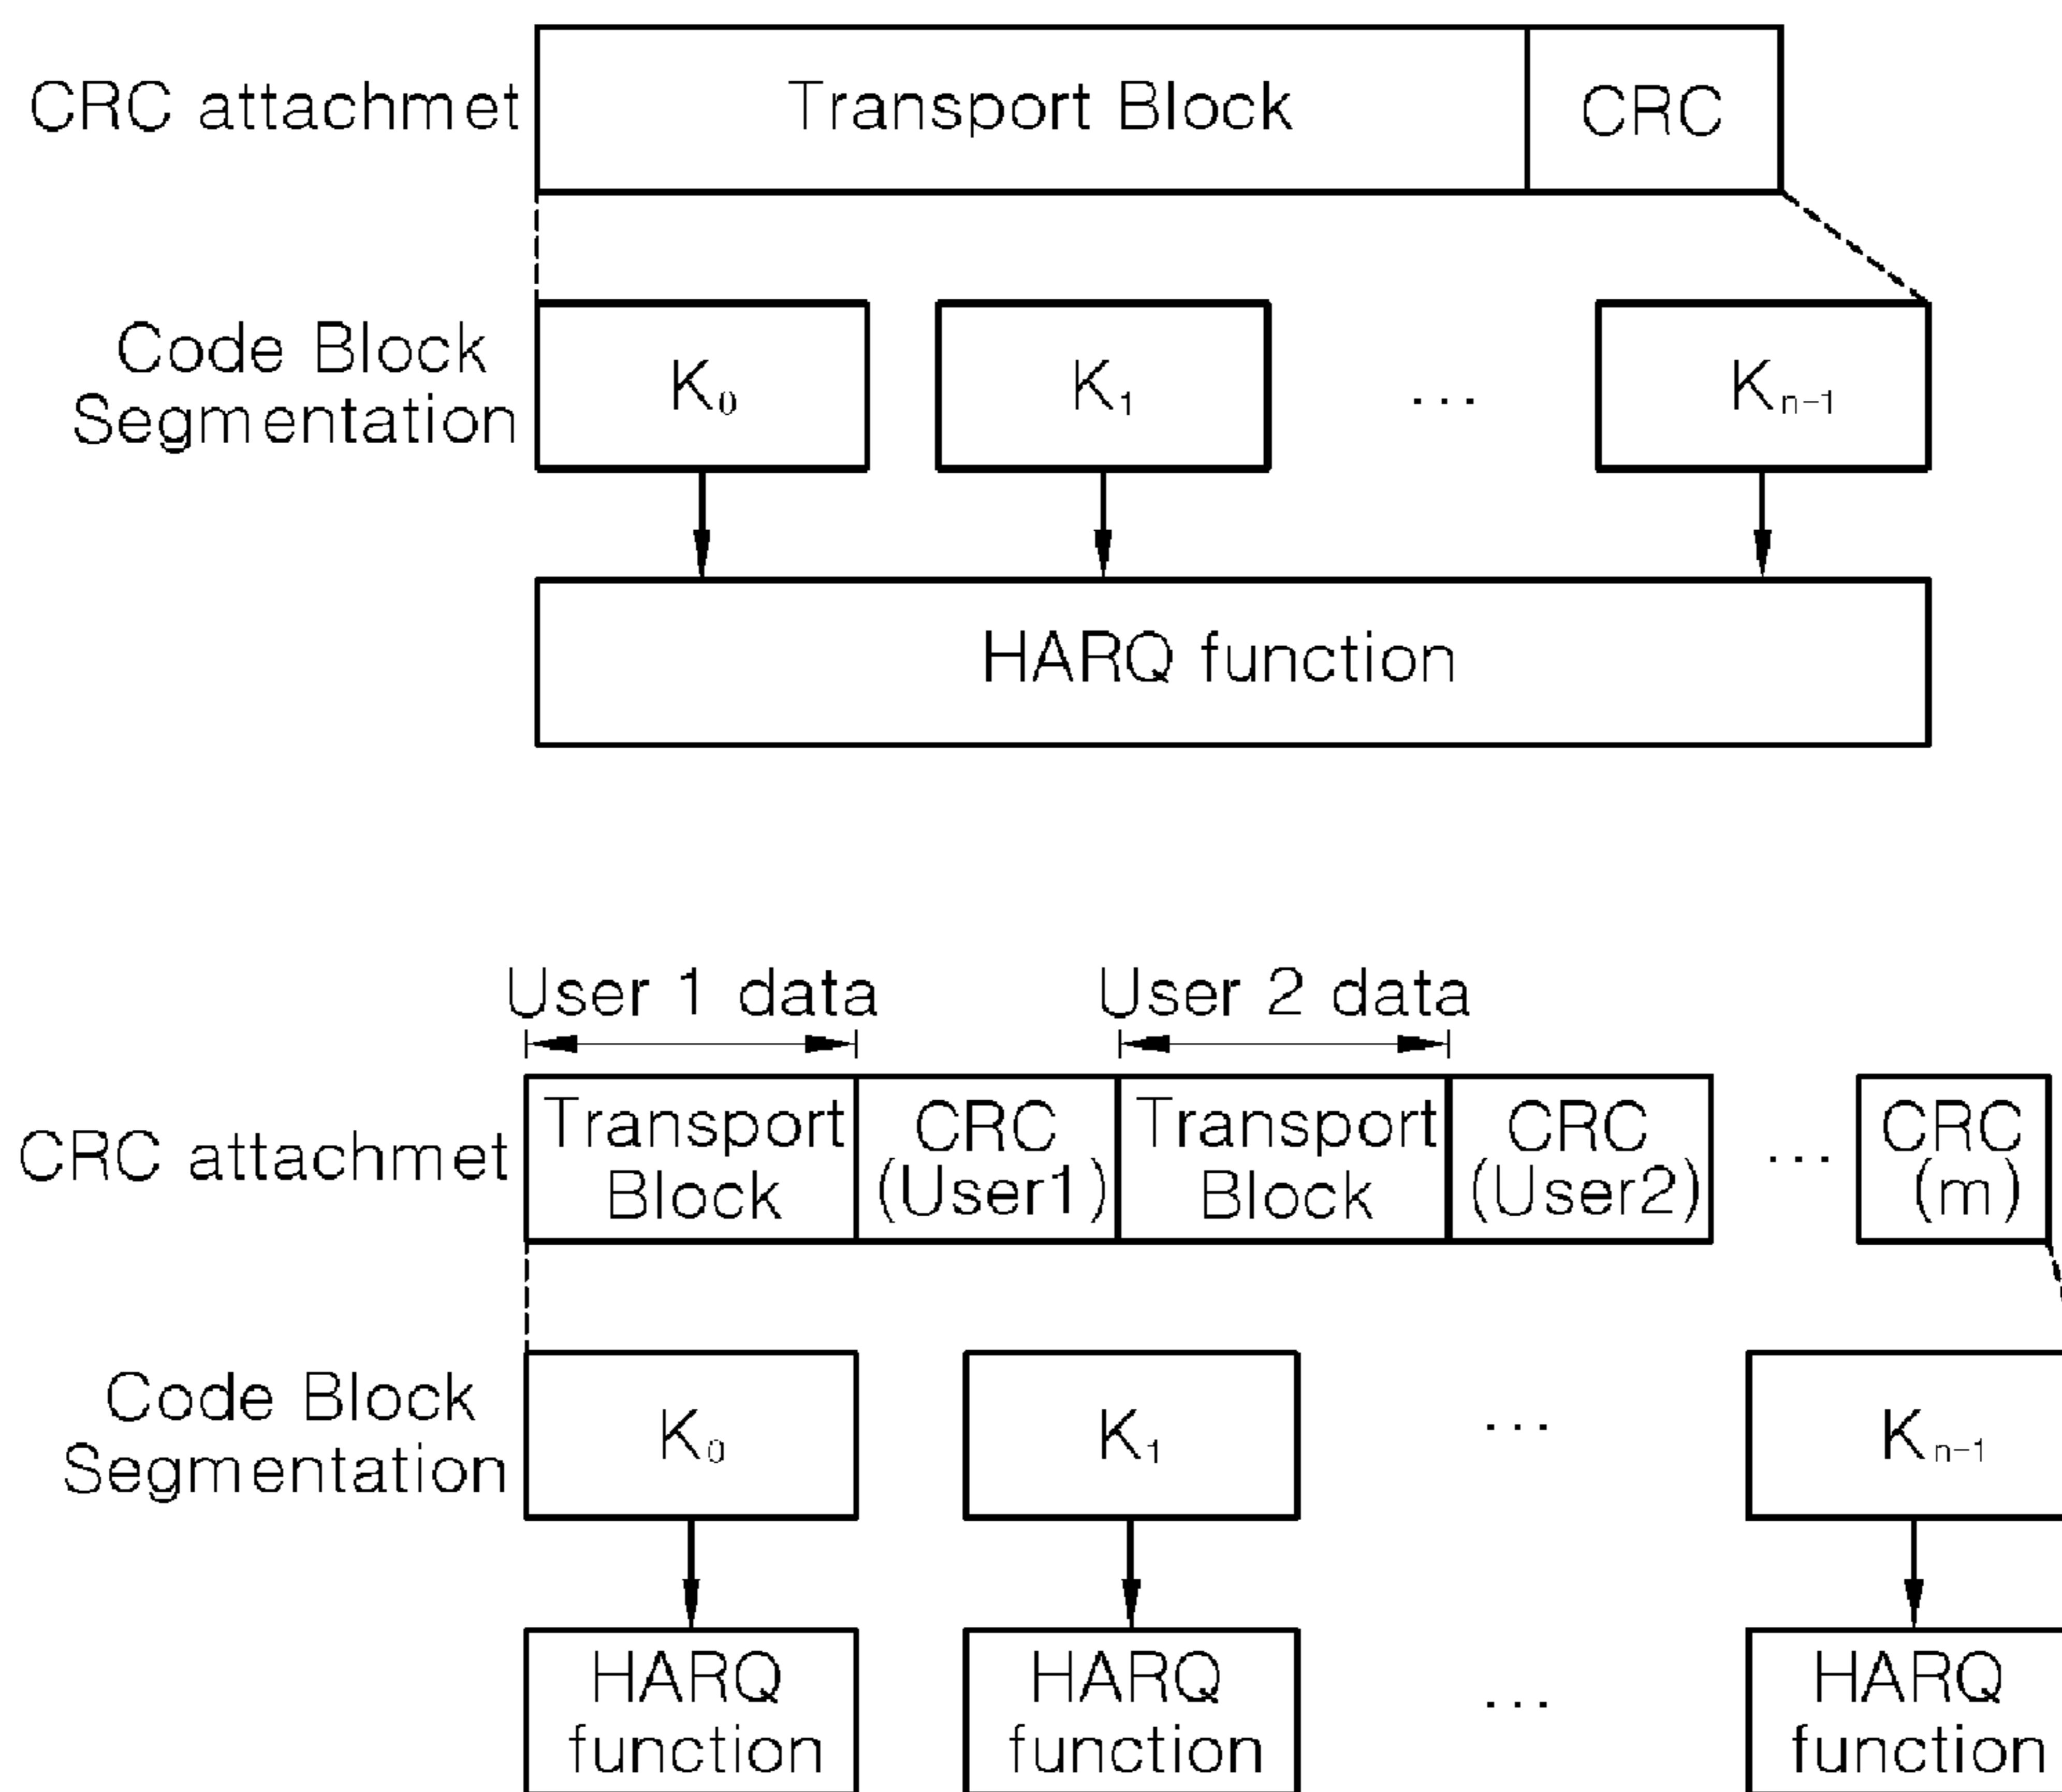 CRC attachmet
Transport Block
CRC
Code Block
Segmentation
K₀
K₁
...
Kₙ₋₁
HARQ function
User 1 data
User 2 data
CRC attachmet
Transport
Block
CRC
(User1)
Transport
Block
CRC
(User2)
...
CRC
(m)
Code Block
Segmentation
K₀
K₁
...
Kₙ₋₁
HARQ
function
HARQ
function
...
HARQ
function